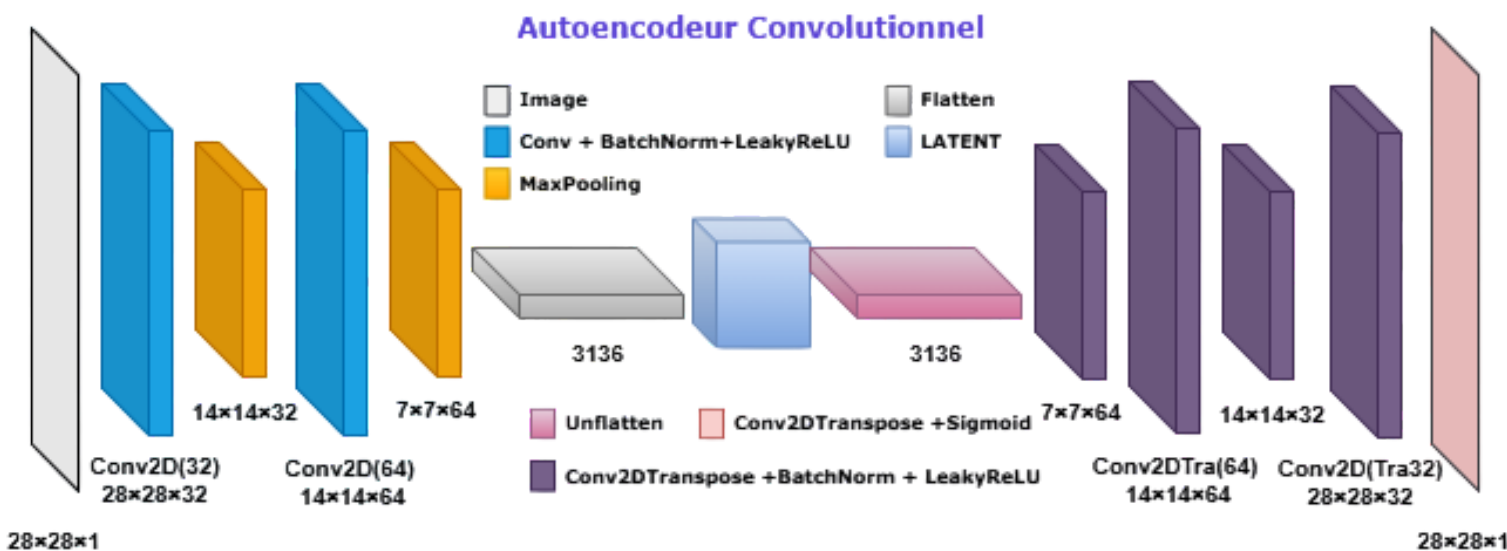 Autoencodeur Convolutionnel
Image
Flatten
Conv + BatchNorm+LeakyReLU
LATENT
MaxPooling
3136
3136
14×14×32
7×7×64
7×7×64
14×14×32
Unflatten
Conv2DTranspose +Sigmoid
Conv2D(32)
28×28×32
Conv2D(64)
14×14×64
Conv2DTranspose +BatchNorm + LeakyReLU
Conv2DTra(64)
14×14×64
Conv2D(Tra32)
28×28×32
28×28×1
28×28×1